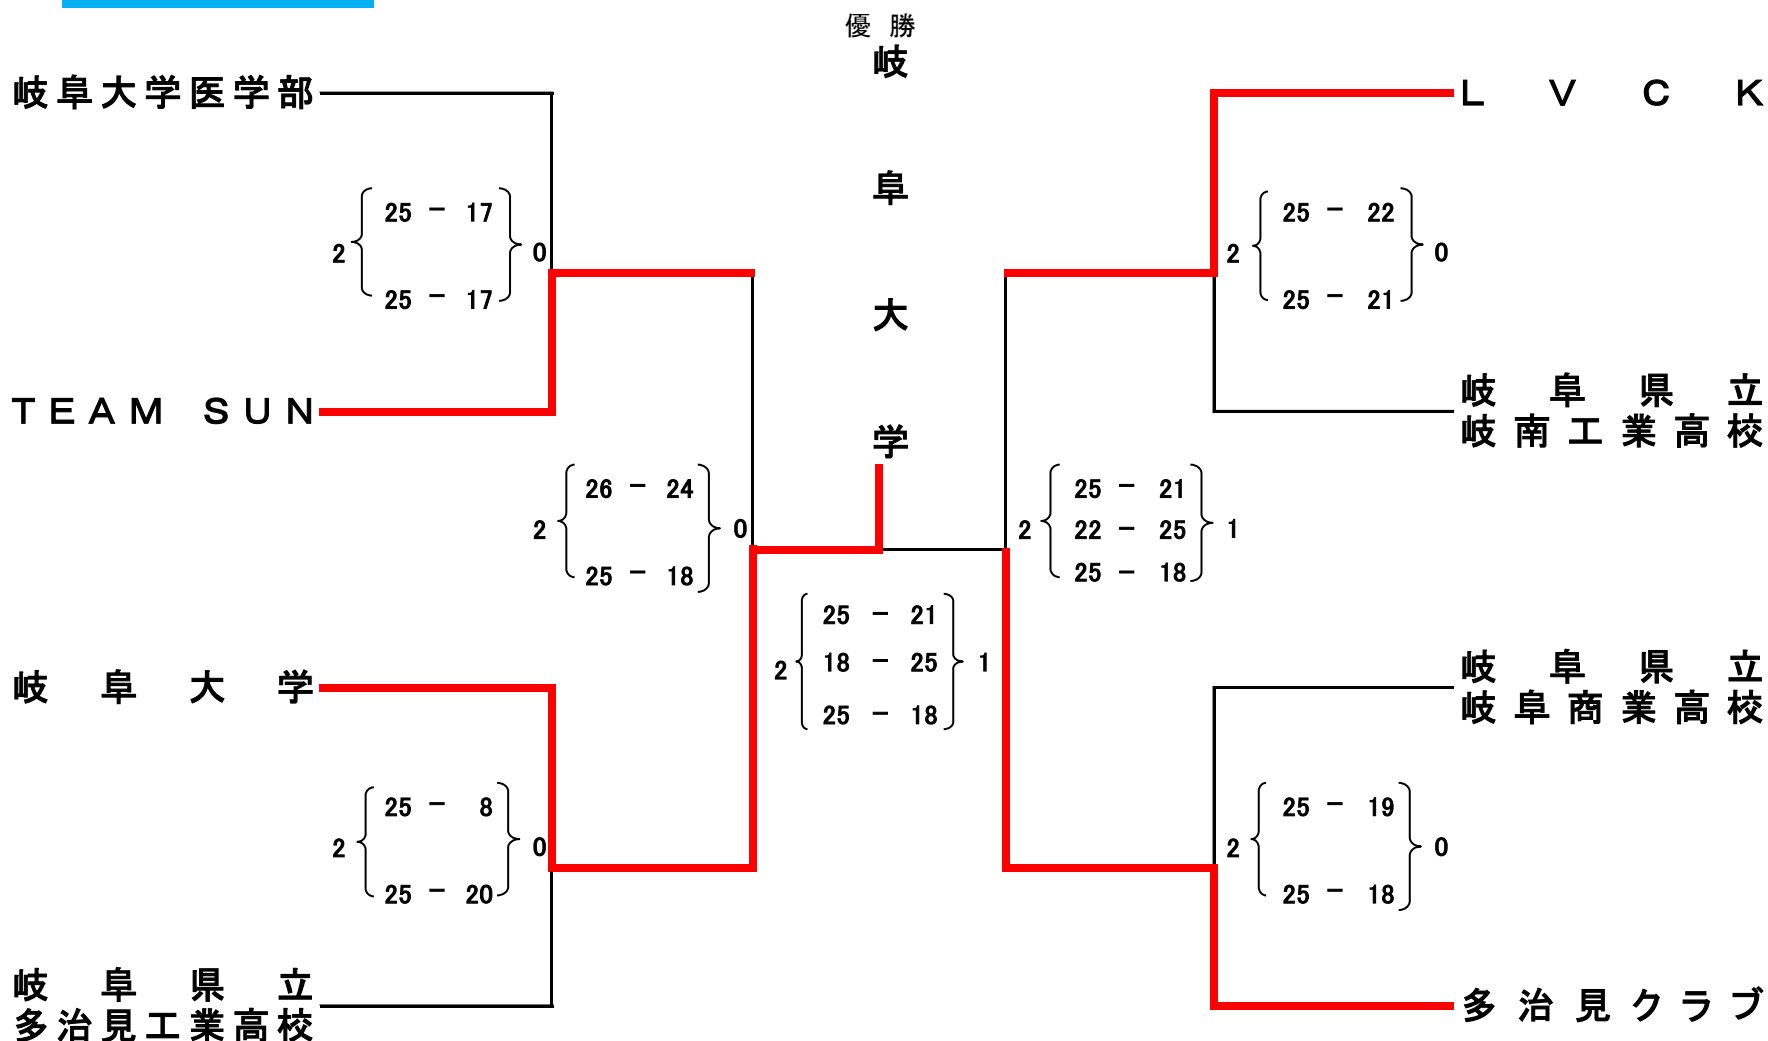 優 勝
岐阜大学
岐阜大学医学部
2 25 － 17 0
25 － 17
ＴＥＡＭ ＳＵＮ
2 26 － 24 0
25 － 18
岐阜大学
2 25 － 8 0
25 － 20
岐阜県立
多治見工業高校
25 － 21
2 18 － 25 1
25 － 18
ＬＶＣＫ
2 25 － 22 0
25 － 21
岐阜県立
岐南工業高校
25 － 21
2 22 － 25 1
25 － 18
岐阜県立
岐阜商業高校
2 25 － 19 0
25 － 18
多治見クラブ